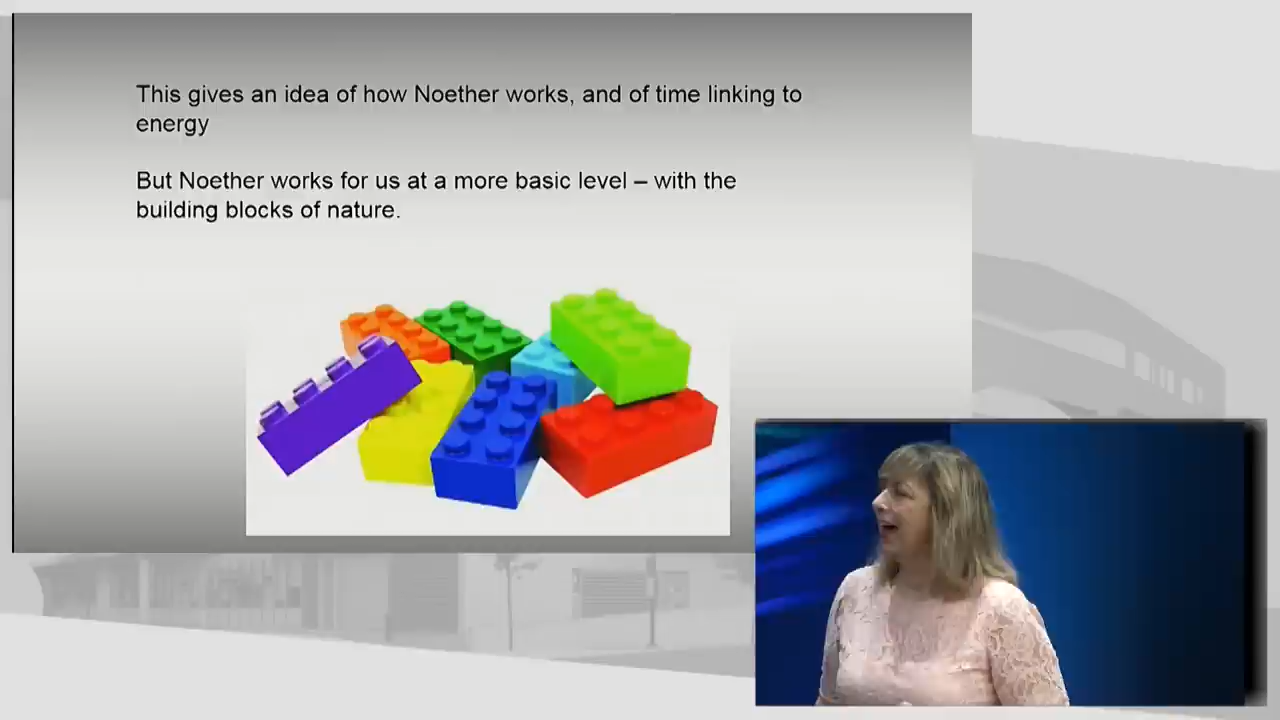 This gives an idea of how Noether works, and of time linking to
energy
But Noether works for us at a more basic level – with the
building blocks of nature.